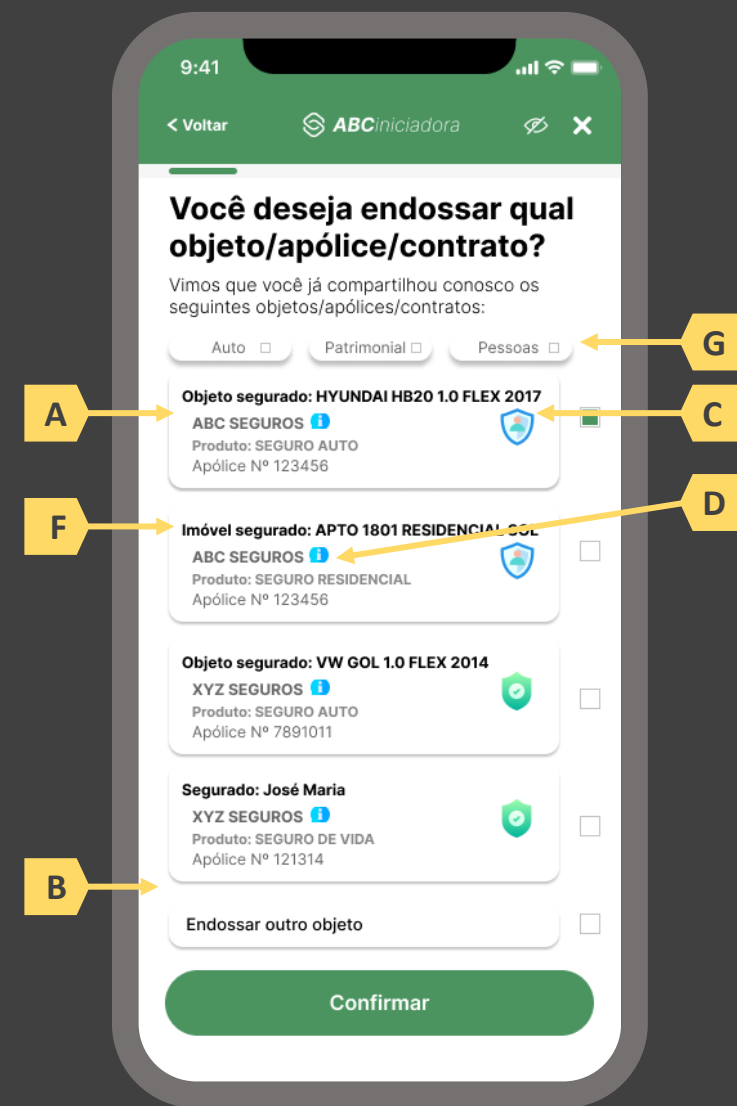 9:41
< Voltar
ABCiniciadora
Você deseja endossar qual
objeto/apólice/contrato?
Vimos que você já compartilhou conosco os
seguintes objetos/apólices/contratos:
Auto
Patrimonial
Pessoas
G
A
Objeto segurado: HYUNDAI HB20 1.0 FLEX 2017
ABC SEGUROS i
Produto: SEGURO AUTO
Apólice Nº 123456
C
D
F
Imóvel segurado: APTO 1801 RESIDENCIAL SOL
ABC SEGUROS i
Produto: SEGURO RESIDENCIAL
Apólice Nº 123456
Objeto segurado: VW GOL 1.0 FLEX 2014
XYZ SEGUROS i
Produto: SEGURO AUTO
Apólice Nº 7891011
Segurado: José Maria
XYZ SEGUROS i
Produto: SEGURO DE VIDA
Apólice Nº 121314
B
Endossar outro objeto
Confirmar